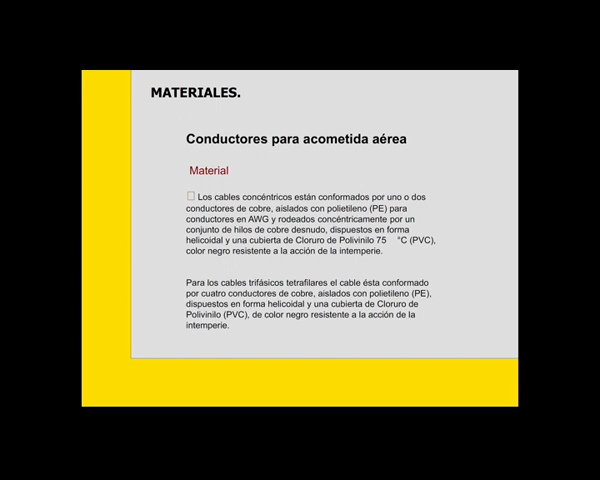 MATERIALES.
Conductores para acometida aérea
Material
Los cables concéntricos están conformados por uno o dos
conductores de cobre, aislados con polietileno (PE) para
conductores en AWG y rodeados concéntricamente por un
conjunto de hilos de cobre desnudo, dispuestos en forma
helicoidal y una cubierta de Cloruro de Polivinilo 75 °C (PVC),
color negro resistente a la acción de la intemperie.
Para los cables trifásicos tetrafilares el cable ésta conformado
por cuatro conductores de cobre, aislados con polietileno (PE),
dispuestos en forma helicoidal y una cubierta de Cloruro de
Polivinilo (PVC), de color negro resistente a la acción de la
intemperie.